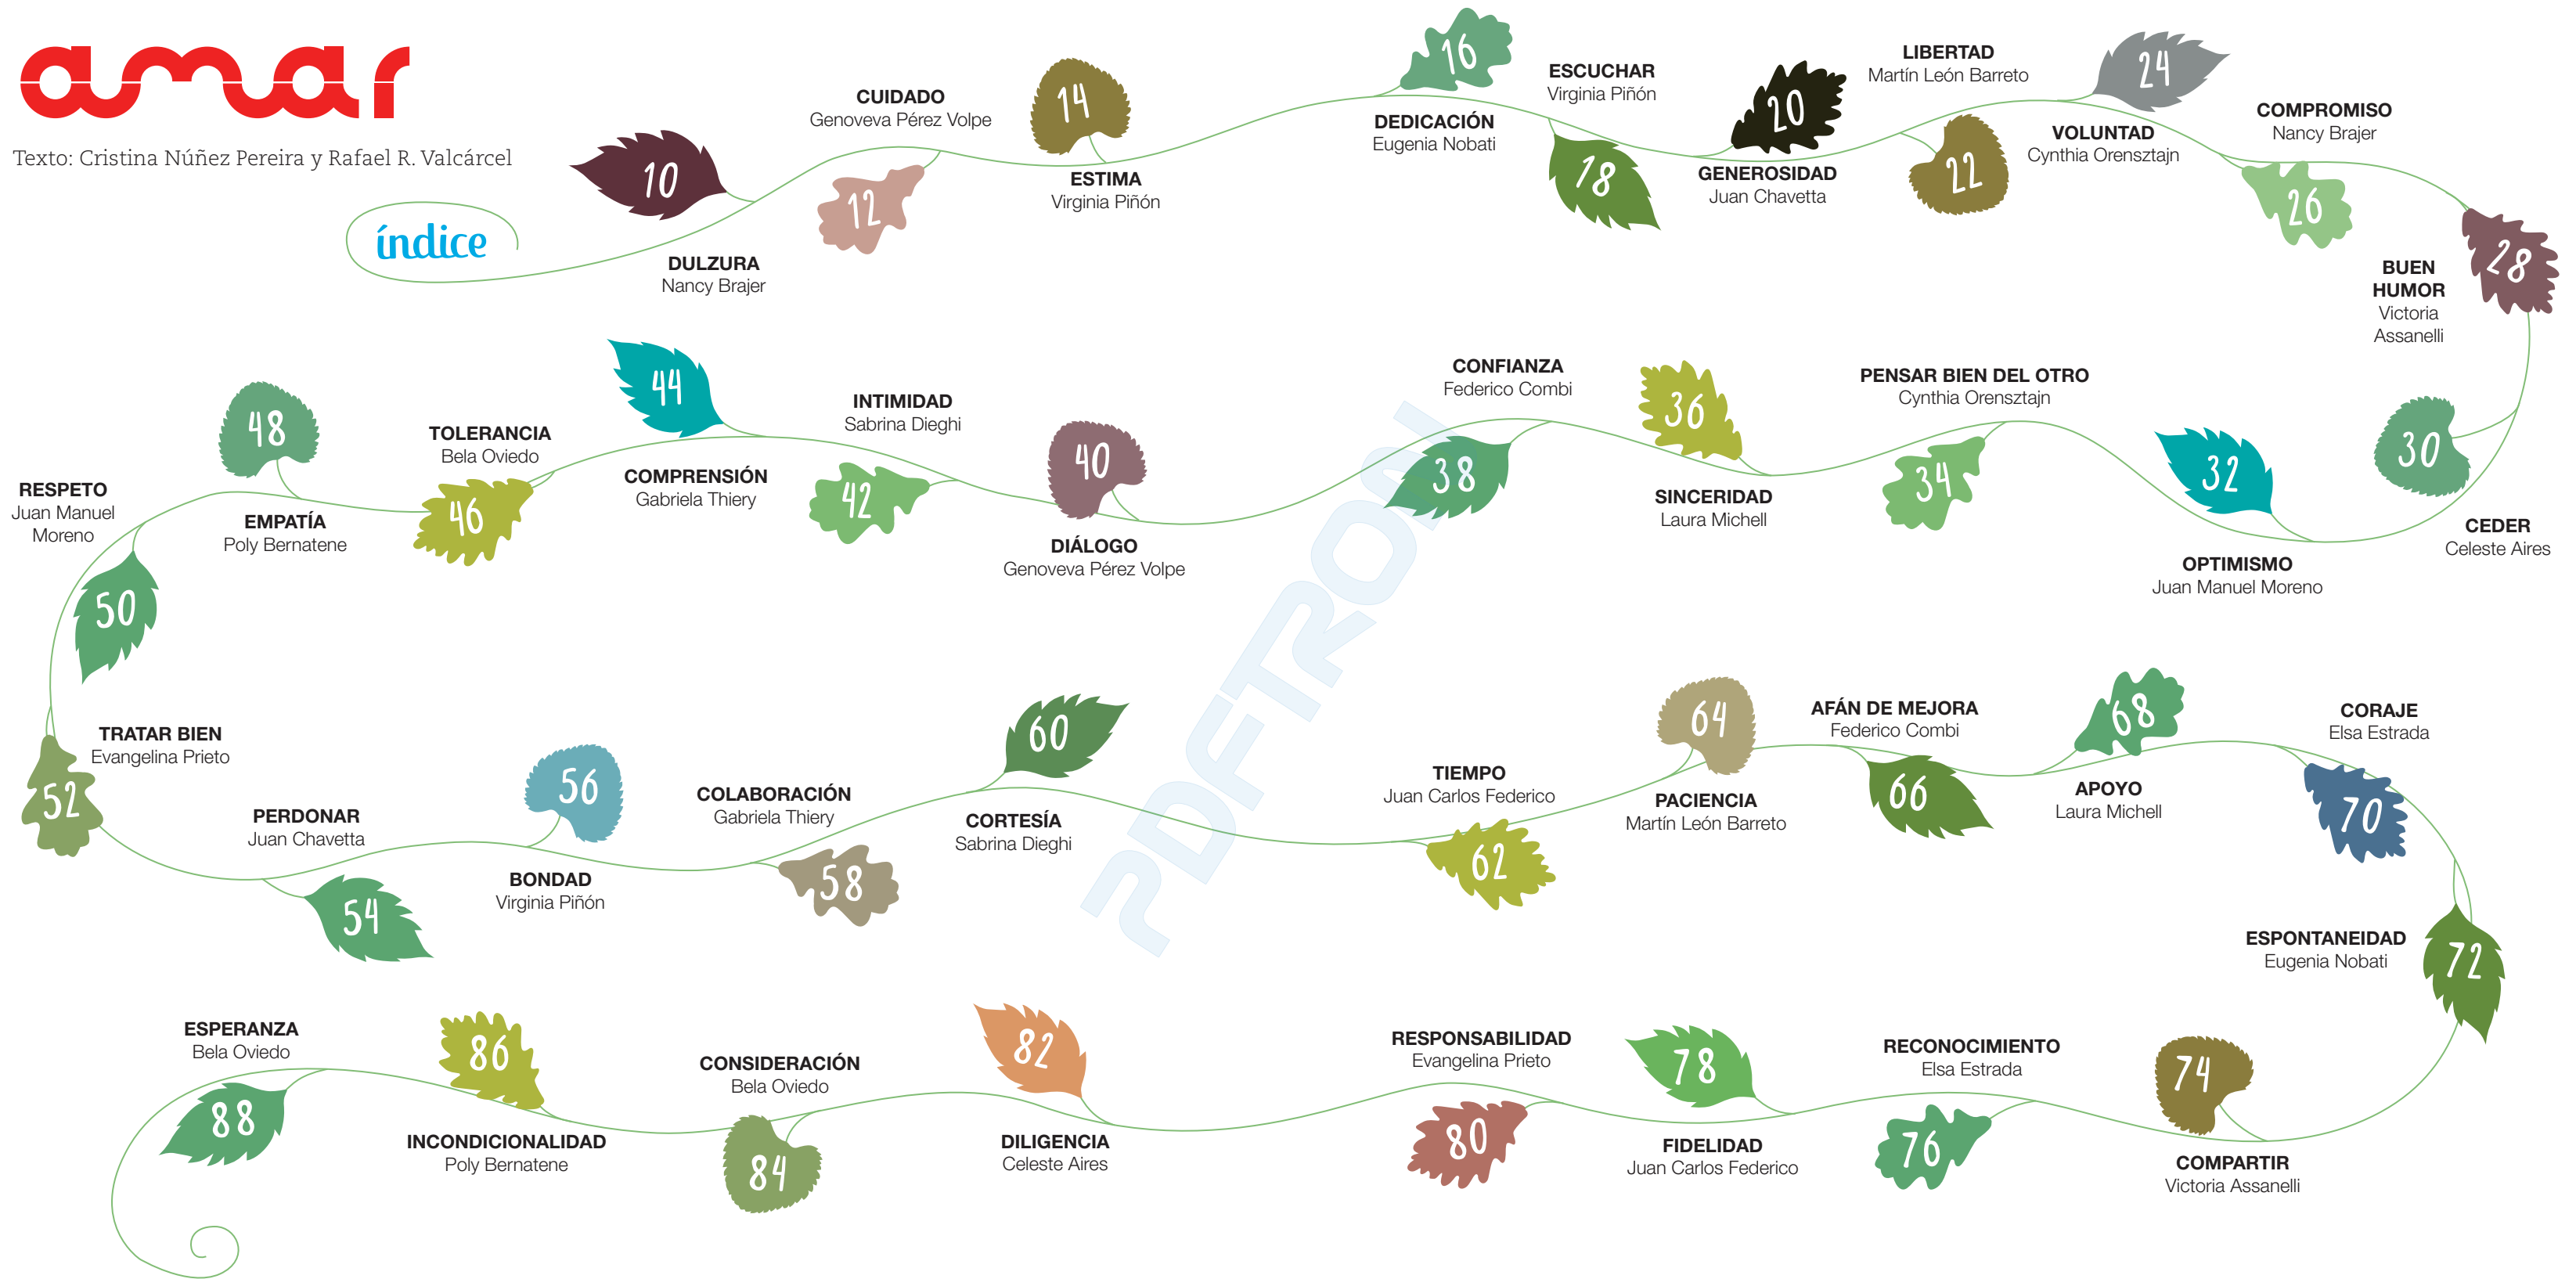 amar
Texto: Cristina Núñez Pereira y Rafael R. Valcárcel
índice
10
DULZURA
Nancy Brajer
CUIDADO
Genoveva Pérez Volpe
12
14
ESTIMA
Virginia Piñón
16
DEDICACIÓN
Eugenia Nobati
ESCUCHAR
Virginia Piñón
18
20
GENEROSIDAD
Juan Chavetta
LIBERTAD
Martín León Barreto
22
24
VOLUNTAD
Cynthia Orensztajn
COMPROMISO
Nancy Brajer
26
28
BUEN
HUMOR
Victoria
Assanelli
30
CEDER
Celeste Aires
32
OPTIMISMO
Juan Manuel Moreno
PENSAR BIEN DEL OTRO
Cynthia Orensztajn
34
36
SINCERIDAD
Laura Michell
CONFIANZA
Federico Combi
38
40
DIÁLOGO
Genoveva Pérez Volpe
INTIMIDAD
Sabrina Dieghi
42
44
COMPRENSIÓN
Gabriela Thiery
TOLERANCIA
Bela Oviedo
46
48
EMPATÍA
Poly Bernatene
RESPETO
Juan Manuel
Moreno
50
TRATAR BIEN
Evangelina Prieto
52
PERDONAR
Juan Chavetta
54
56
BONDAD
Virginia Piñón
COLABORACIÓN
Gabriela Thiery
58
60
CORTESÍA
Sabrina Dieghi
TIEMPO
Juan Carlos Federico
62
64
PACIENCIA
Martín León Barreto
AFÁN DE MEJORA
Federico Combi
66
68
APOYO
Laura Michell
CORAJE
Elsa Estrada
70
ESPONTANEIDAD
Eugenia Nobati
72
74
COMPARTIR
Victoria Assanelli
RECONOCIMIENTO
Elsa Estrada
76
78
FIDELIDAD
Juan Carlos Federico
RESPONSABILIDAD
Evangelina Prieto
80
82
DILIGENCIA
Celeste Aires
CONSIDERACIÓN
Bela Oviedo
84
86
INCONDICIONALIDAD
Poly Bernatene
ESPERANZA
Bela Oviedo
88
PDFTRON